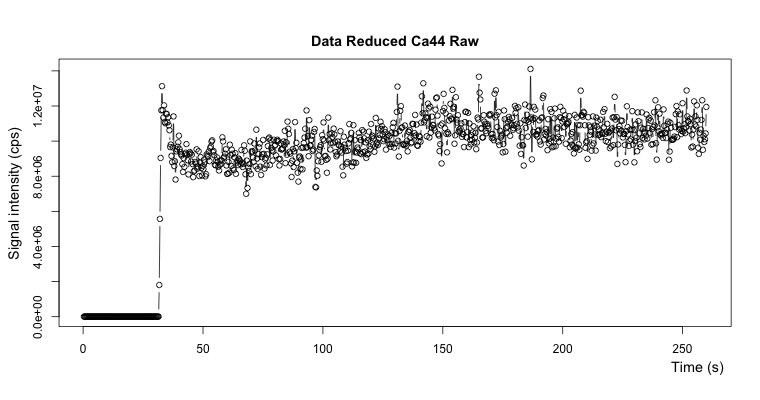 Data Reduced Ca44 Raw
Signal intensity (cps)
1.2e+07
8.0e+06
4.0e+06
0.0e+00
0 50 100 150 200 250
Time (s)